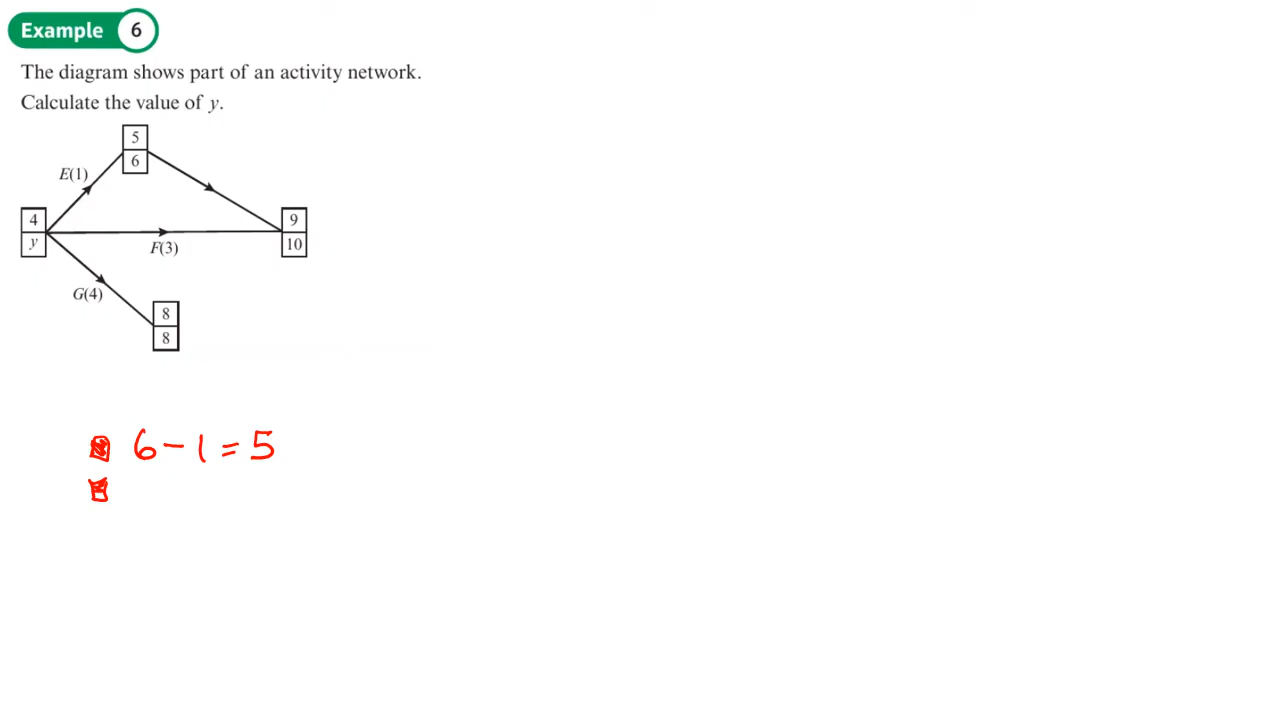 Example 6
The diagram shows part of an activity network.
Calculate the value of y.
5
6
E(1)
4
y
F(3)
9
10
G(4)
8
8
6 - 1 = 5